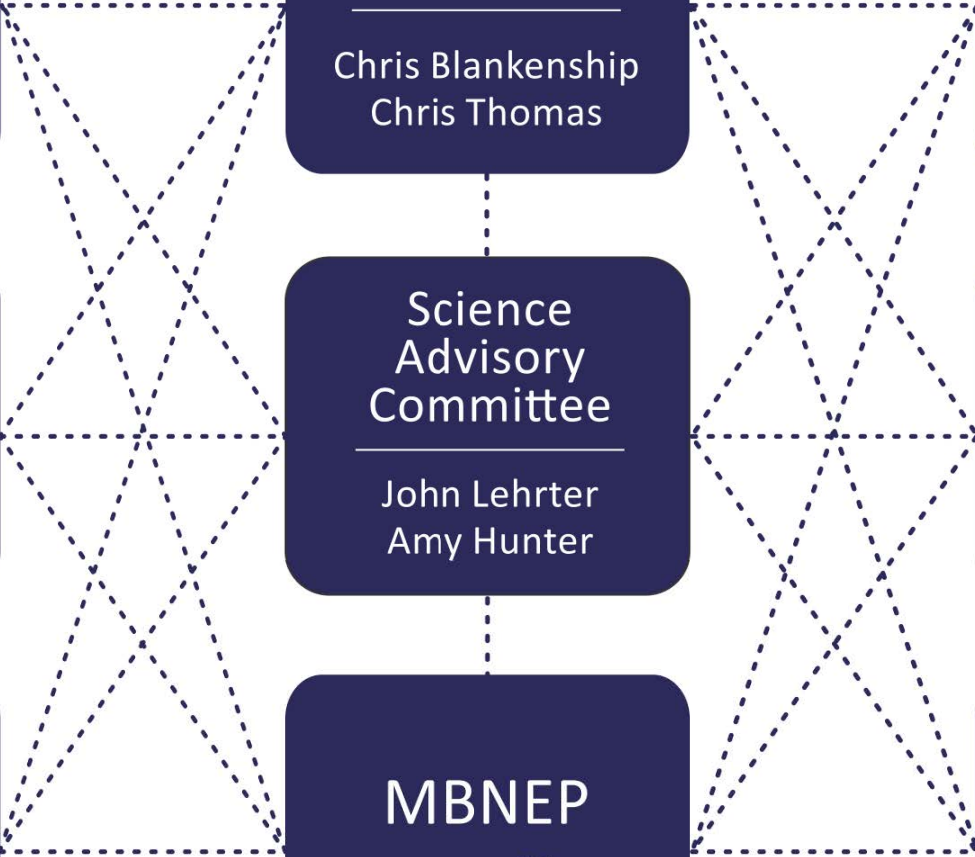 Chris Blankenship
Chris Thomas
Science
Advisory
Committee
John Lehrter
Amy Hunter
MBNEP